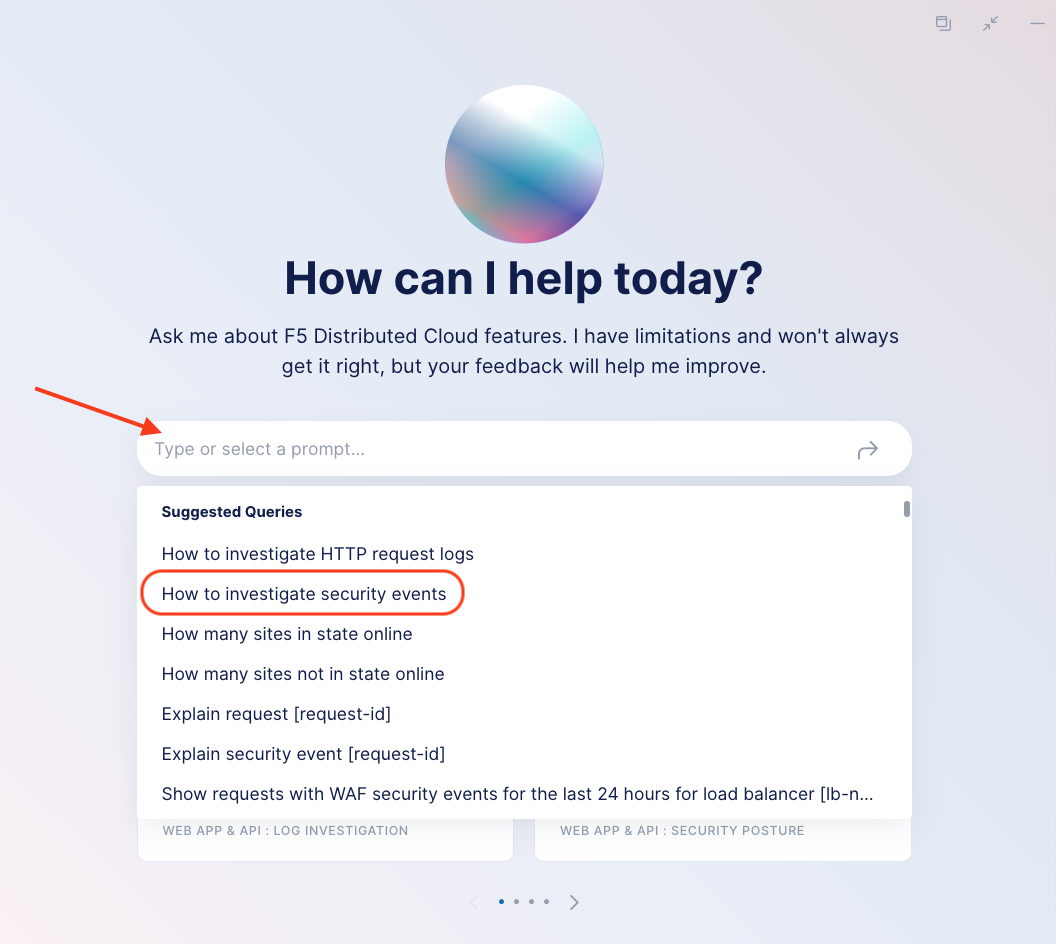 How can I help today?
Ask me about F5 Distributed Cloud features. I have limitations and won't always
get it right, but your feedback will help me improve.
Type or select a prompt...
Suggested Queries
How to investigate HTTP request logs
How to investigate security events
How many sites in state online
How many sites not in state online
Explain request [request-id]
Explain security event [request-id]
Show requests with WAF security events for the last 24 hours for load balancer [lb-n...
WEB APP & API : LOG INVESTIGATION
WEB APP & API : SECURITY POSTURE